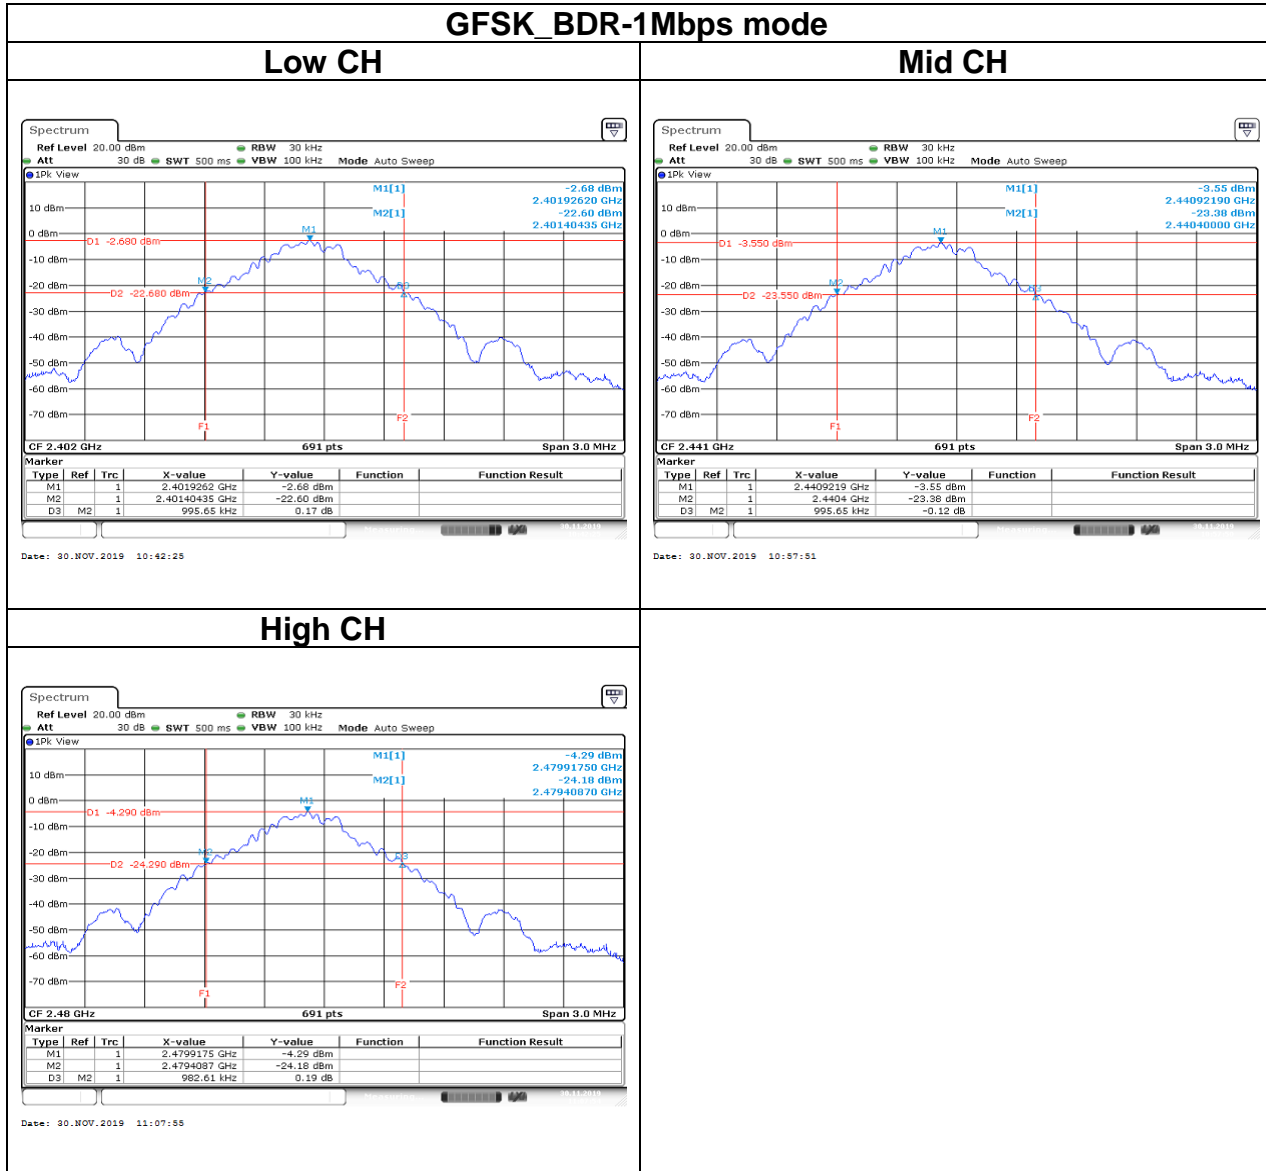 GFSK_BDR-1Mbps mode
Low CH
Mid CH
Spectrum
Ref Level 20.00 dBm RBW 30 kHz
Att 30 dB SWT 500 ms VBW 100 kHz Mode Auto Sweep
1Pk View
M1[1] -2.68 dBm
2.40192620 GHz
M2[1] -22.60 dBm
2.40140435 GHz
10 dBm
0 dBm
M1
D1 -2.680 dBm
-10 dBm
-20 dBm
M2
D2 -22.680 dBm
-30 dBm
-40 dBm
-50 dBm
-60 dBm
-70 dBm
F1
F2
CF 2.402 GHz 691 pts Span 3.0 MHz
Marker
Type Ref Trc X-value Y-value Function Function Result
M1 1 2.4019262 GHz -2.68 dBm
M2 1 2.40140435 GHz -22.60 dBm
D3 M2 1 995.65 kHz 0.17 dB
Date: 30.NOV.2019 10:42:25
Spectrum
Ref Level 20.00 dBm RBW 30 kHz
Att 30 dB SWT 500 ms VBW 100 kHz Mode Auto Sweep
1Pk View
M1[1] -3.55 dBm
2.44092190 GHz
M2[1] -23.38 dBm
2.44040000 GHz
10 dBm
0 dBm
M1
D1 -3.550 dBm
-10 dBm
-20 dBm
M2
D2 -23.550 dBm
-30 dBm
-40 dBm
-50 dBm
-60 dBm
-70 dBm
F1
F2
CF 2.441 GHz 691 pts Span 3.0 MHz
Marker
Type Ref Trc X-value Y-value Function Function Result
M1 1 2.4409219 GHz -3.55 dBm
M2 1 2.4404 GHz -23.38 dBm
D3 M2 1 995.65 kHz -0.12 dB
Date: 30.NOV.2019 10:57:51
High CH
Spectrum
Ref Level 20.00 dBm RBW 30 kHz
Att 30 dB SWT 500 ms VBW 100 kHz Mode Auto Sweep
1Pk View
M1[1] -4.29 dBm
2.47991750 GHz
M2[1] -24.18 dBm
2.47940870 GHz
10 dBm
0 dBm
M1
D1 -4.290 dBm
-10 dBm
-20 dBm
D2 -24.290 dBm
-30 dBm
-40 dBm
-50 dBm
-60 dBm
-70 dBm
F1
F2
CF 2.48 GHz 691 pts Span 3.0 MHz
Marker
Type Ref Trc X-value Y-value Function Function Result
M1 1 2.4799175 GHz -4.29 dBm
M2 1 2.4794087 GHz -24.18 dBm
D3 M2 1 982.61 kHz 0.19 dB
Date: 30.NOV.2019 11:07:55